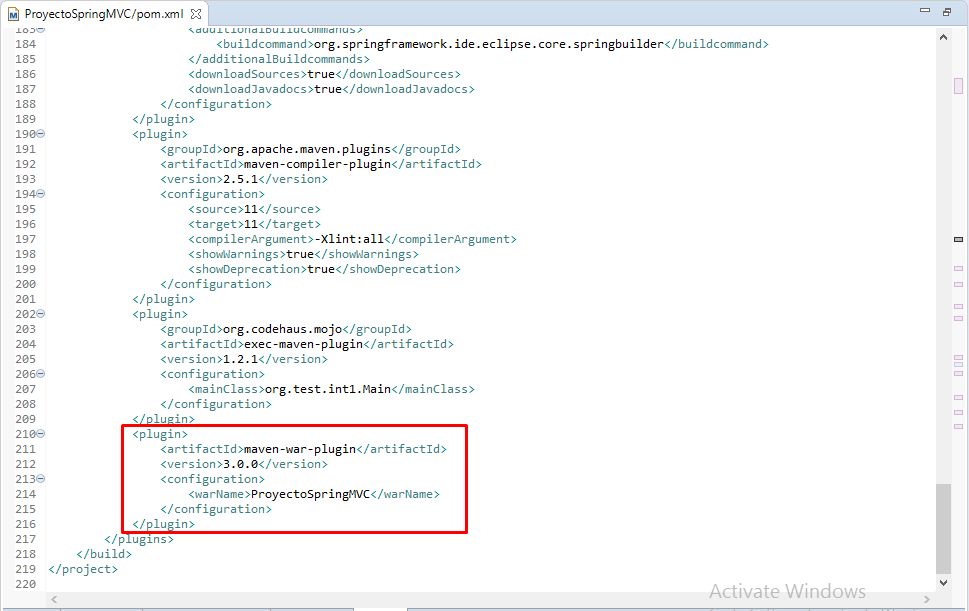 ProyectoSpringMVC/pom.xml
183 <additionalBuildcommands>
184 <buildcommand>org.springframework.ide.eclipse.core.springbuilder</buildcommand>
185 </additionalBuildcommands>
186 <downloadSources>true</downloadSources>
187 <downloadJavadocs>true</downloadJavadocs>
188 </configuration>
189 </plugin>
190 <plugin>
191 <groupId>org.apache.maven.plugins</groupId>
192 <artifactId>maven-compiler-plugin</artifactId>
193 <version>2.5.1</version>
194 <configuration>
195 <source>11</source>
196 <target>11</target>
197 <compilerArgument>-Xlint:all</compilerArgument>
198 <showWarnings>true</showWarnings>
199 <showDeprecation>true</showDeprecation>
200 </configuration>
201 </plugin>
202 <plugin>
203 <groupId>org.codehaus.mojo</groupId>
204 <artifactId>exec-maven-plugin</artifactId>
205 <version>1.2.1</version>
206 <configuration>
207 <mainClass>org.test.int1.Main</mainClass>
208 </configuration>
209 </plugin>
210 <plugin>
211 <artifactId>maven-war-plugin</artifactId>
212 <version>3.0.0</version>
213 <configuration>
214 <warName>ProyectoSpringMVC</warName>
215 </configuration>
216 </plugin>
217 </plugins>
218 </build>
219 </project>
220
Activate Windows